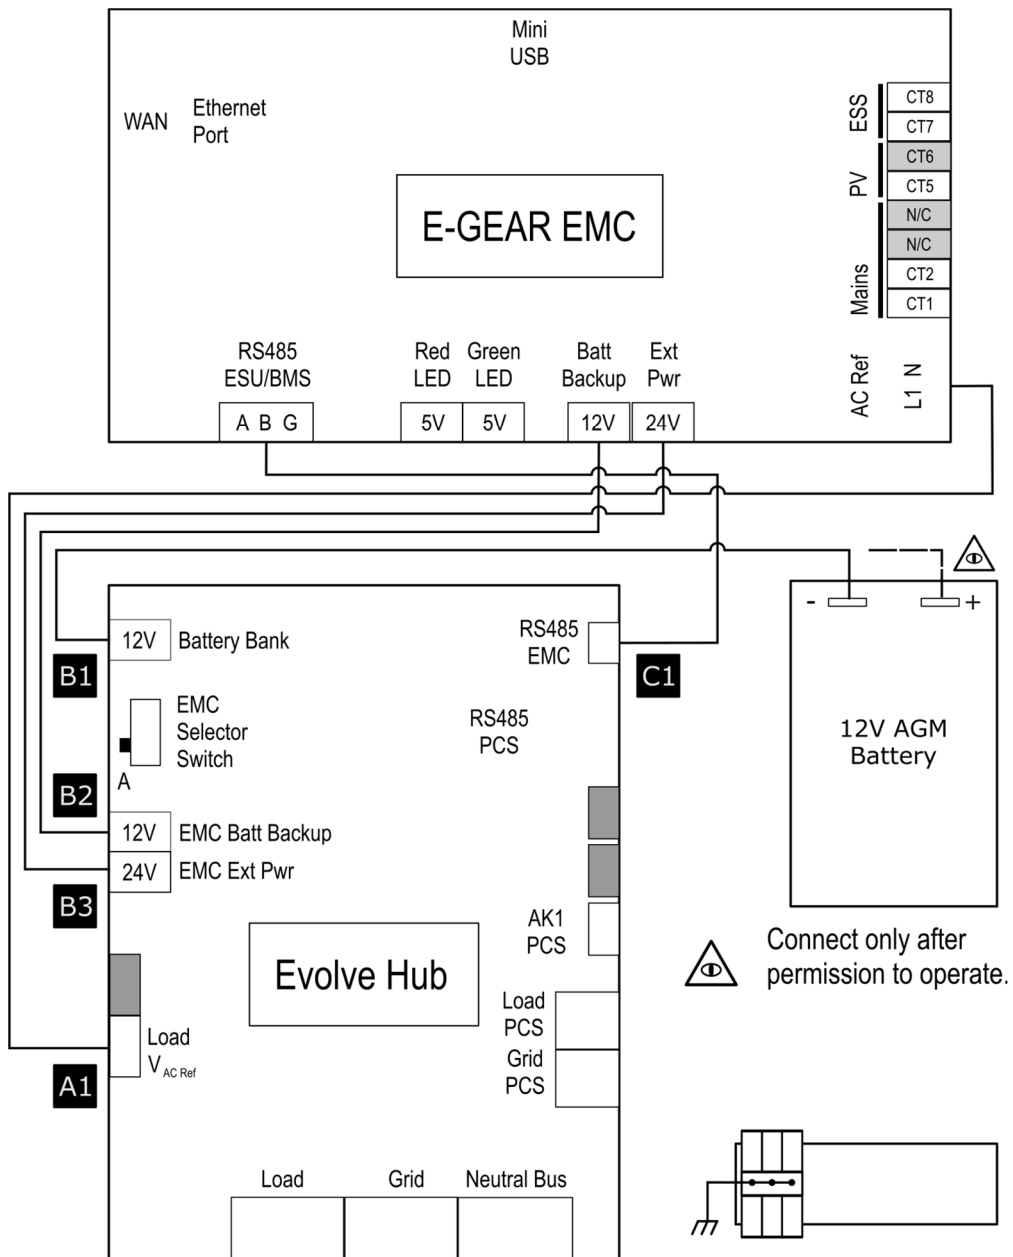 Mini
USB
WAN
Ethernet
Port
ESS
CT8
CT7
PV
CT6
CT5
Mains
N/C
N/C
CT2
CT1
E-GEAR EMC
AC Ref
L1 N
RS485
ESU/BMS
Red
LED
Green
LED
Batt
Backup
Ext
Pwr
A B G
5V
5V
12V
24V
- +
12V Battery Bank
B1
RS485
EMC
C1
EMC
Selector
Switch
A
RS485
PCS
12V AGM
Battery
B2
12V EMC Batt Backup
24V EMC Ext Pwr
B3
AK1
PCS
Connect only after
permission to operate.
Evolve Hub
Load
PCS
Grid
PCS
Load
V AC Ref
A1
Load Grid Neutral Bus